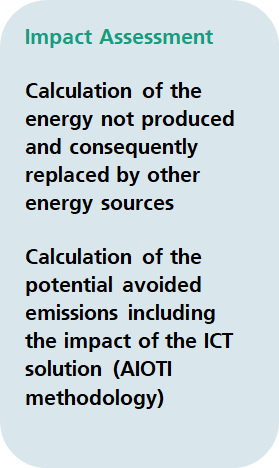 Impact Assessment
Calculation of the
energy not produced
and consequently
replaced by other
energy sources
Calculation of the
potential avoided
emissions including
the impact of the ICT
solution (AIOTI
methodology)